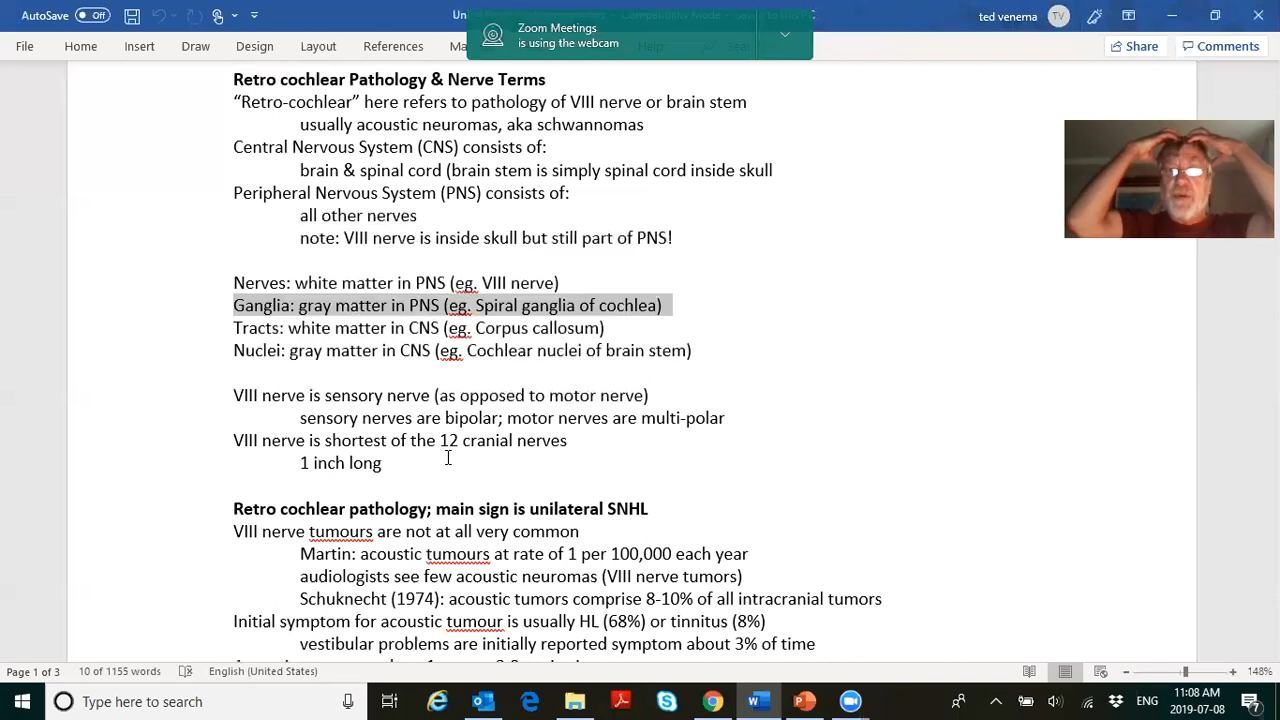 AutoSave Off
ted venema TV
Zoom Meetings
is using the webcam
File Home Insert Draw Design Layout References Share Comments
Retro cochlear Pathology & Nerve Terms
“Retro-cochlear” here refers to pathology of VIII nerve or brain stem
usually acoustic neuromas, aka schwannomas
Central Nervous System (CNS) consists of:
brain & spinal cord (brain stem is simply spinal cord inside skull
Peripheral Nervous System (PNS) consists of:
all other nerves
note: VIII nerve is inside skull but still part of PNS!
Nerves: white matter in PNS (eg. VIII nerve)
Ganglia: gray matter in PNS (eg. Spiral ganglia of cochlea)
Tracts: white matter in CNS (eg. Corpus callosum)
Nuclei: gray matter in CNS (eg. Cochlear nuclei of brain stem)
VIII nerve is sensory nerve (as opposed to motor nerve)
sensory nerves are bipolar; motor nerves are multi-polar
VIII nerve is shortest of the 12 cranial nerves
1 inch long
Retro cochlear pathology; main sign is unilateral SNHL
VIII nerve tumours are not at all very common
Martin: acoustic tumours at rate of 1 per 100,000 each year
audiologists see few acoustic neuromas (VIII nerve tumors)
Schuknecht (1974): acoustic tumors comprise 8-10% of all intracranial tumors
Initial symptom for acoustic tumour is usually HL (68%) or tinnitus (8%)
vestibular problems are initially reported symptom about 3% of time
Page 1 of 3 10 of 1155 words English (United States) 148%
Type here to search
ENG
11:08 AM
2019-07-08
7